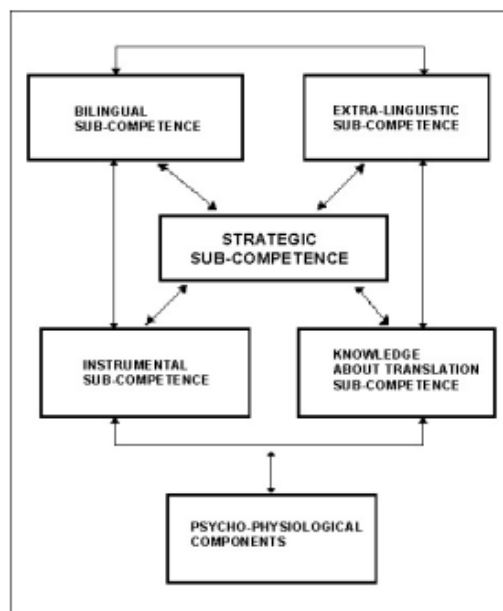 BILINGUAL
SUB-COMPETENCE
EXTRA-LINGUISTIC
SUB-COMPETENCE
STRATEGIC
SUB-COMPETENCE
INSTRUMENTAL
SUB-COMPETENCE
KNOWLEDGE
ABOUT TRANSLATION
SUB-COMPETENCE
PSYCHO-PHYSIOLOGICAL
COMPONENTS